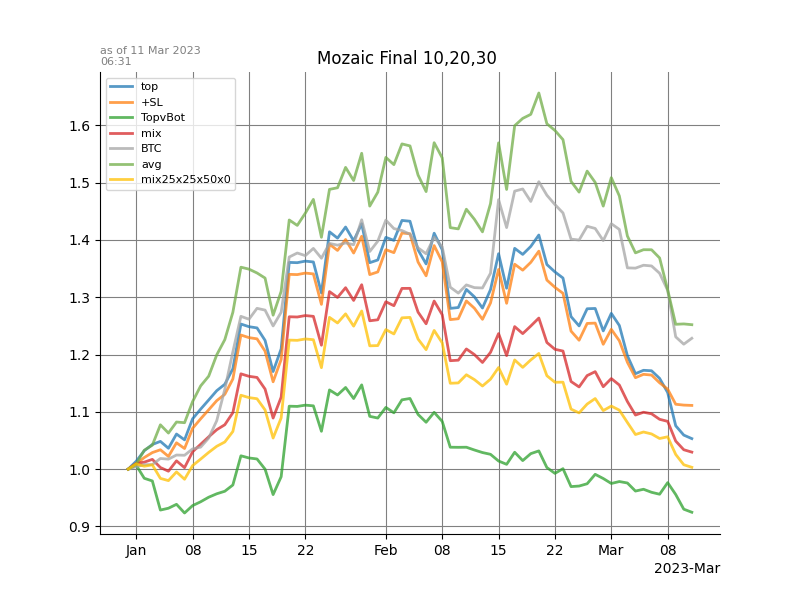 as of 11 Mar 2023
06:31
Mozaic Final 10,20,30
top
+SL
TopvBot
mix
BTC
avg
mix25x25x50x0
1.6
1.5
1.4
1.3
1.2
1.1
1.0
0.9
Jan 08 15 22 Feb 08 15 22 Mar 08
2023-Mar